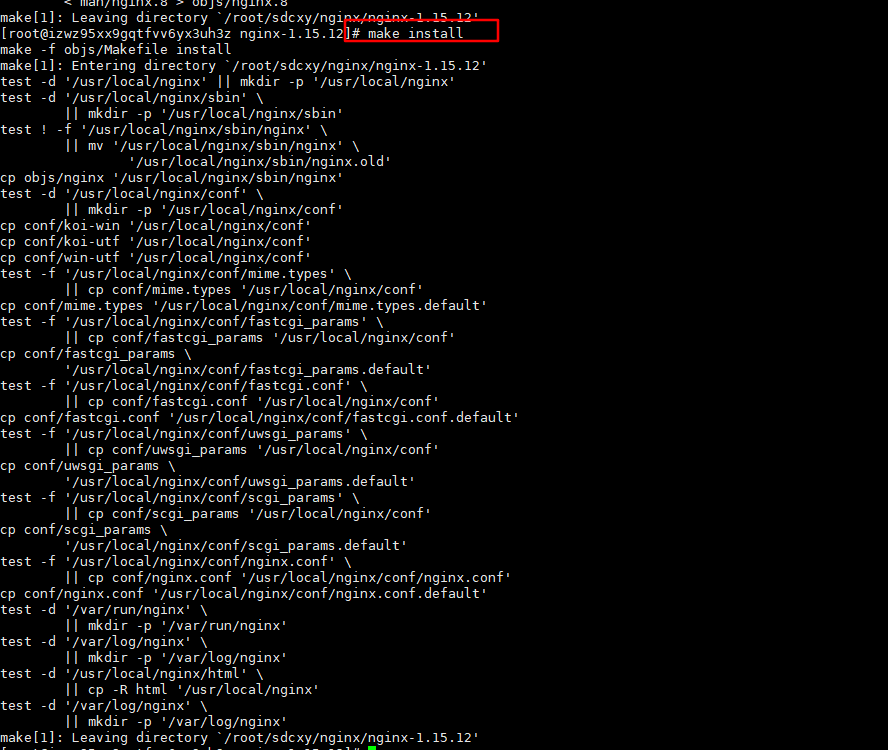 < man/nginx.8 > objs/nginx.8
make[1]: Leaving directory `/root/sdcxy/nginx/nginx-1.15.12'
[root@izwz95xx9gqtfvv6yx3uh3z nginx-1.15.12]# make install
make -f objs/Makefile install
make[1]: Entering directory `/root/sdcxy/nginx/nginx-1.15.12'
test -d '/usr/local/nginx' || mkdir -p '/usr/local/nginx'
test -d '/usr/local/nginx/sbin' \
|| mkdir -p '/usr/local/nginx/sbin'
test ! -f '/usr/local/nginx/sbin/nginx' \
|| mv '/usr/local/nginx/sbin/nginx' \
'/usr/local/nginx/sbin/nginx.old'
cp objs/nginx '/usr/local/nginx/sbin/nginx'
test -d '/usr/local/nginx/conf' \
|| mkdir -p '/usr/local/nginx/conf'
cp conf/koi-win '/usr/local/nginx/conf'
cp conf/koi-utf '/usr/local/nginx/conf'
cp conf/win-utf '/usr/local/nginx/conf'
test -f '/usr/local/nginx/conf/mime.types' \
|| cp conf/mime.types '/usr/local/nginx/conf'
cp conf/mime.types '/usr/local/nginx/conf/mime.types.default'
test -f '/usr/local/nginx/conf/fastcgi_params' \
|| cp conf/fastcgi_params '/usr/local/nginx/conf'
cp conf/fastcgi_params \
'/usr/local/nginx/conf/fastcgi_params.default'
test -f '/usr/local/nginx/conf/fastcgi.conf' \
|| cp conf/fastcgi.conf '/usr/local/nginx/conf'
cp conf/fastcgi.conf '/usr/local/nginx/conf/fastcgi.conf.default'
test -f '/usr/local/nginx/conf/uwsgi_params' \
|| cp conf/uwsgi_params '/usr/local/nginx/conf'
cp conf/uwsgi_params \
'/usr/local/nginx/conf/uwsgi_params.default'
test -f '/usr/local/nginx/conf/scgi_params' \
|| cp conf/scgi_params '/usr/local/nginx/conf'
cp conf/scgi_params \
'/usr/local/nginx/conf/scgi_params.default'
test -f '/usr/local/nginx/conf/nginx.conf' \
|| cp conf/nginx.conf '/usr/local/nginx/conf/nginx.conf'
cp conf/nginx.conf '/usr/local/nginx/conf/nginx.conf.default'
test -d '/var/run/nginx' \
|| mkdir -p '/var/run/nginx'
test -d '/var/log/nginx' \
|| mkdir -p '/var/log/nginx'
test -d '/usr/local/nginx/html' \
|| cp -R html '/usr/local/nginx'
test -d '/var/log/nginx' \
|| mkdir -p '/var/log/nginx'
make[1]: Leaving directory `/root/sdcxy/nginx/nginx-1.15.12'